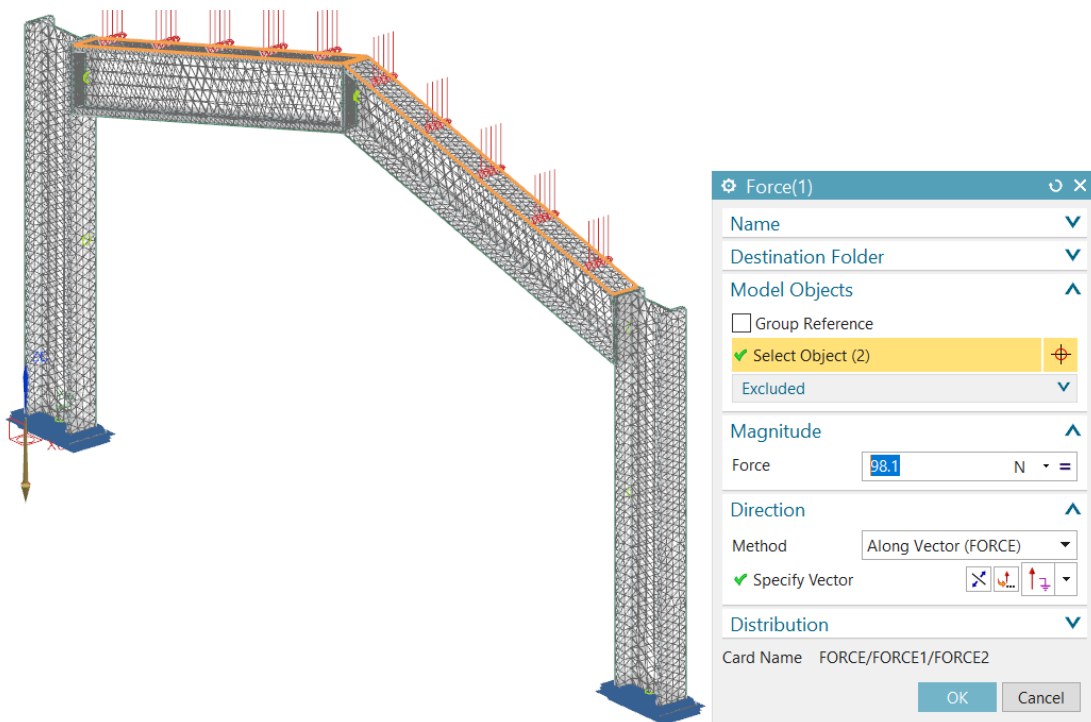 Force(1)
Name
Destination Folder
Model Objects
Group Reference
Select Object (2)
Excluded
Magnitude
Force 98.1 N
Direction
Method Along Vector (FORCE)
Specify Vector
Distribution
Card Name FORCE/FORCE1/FORCE2
OK Cancel